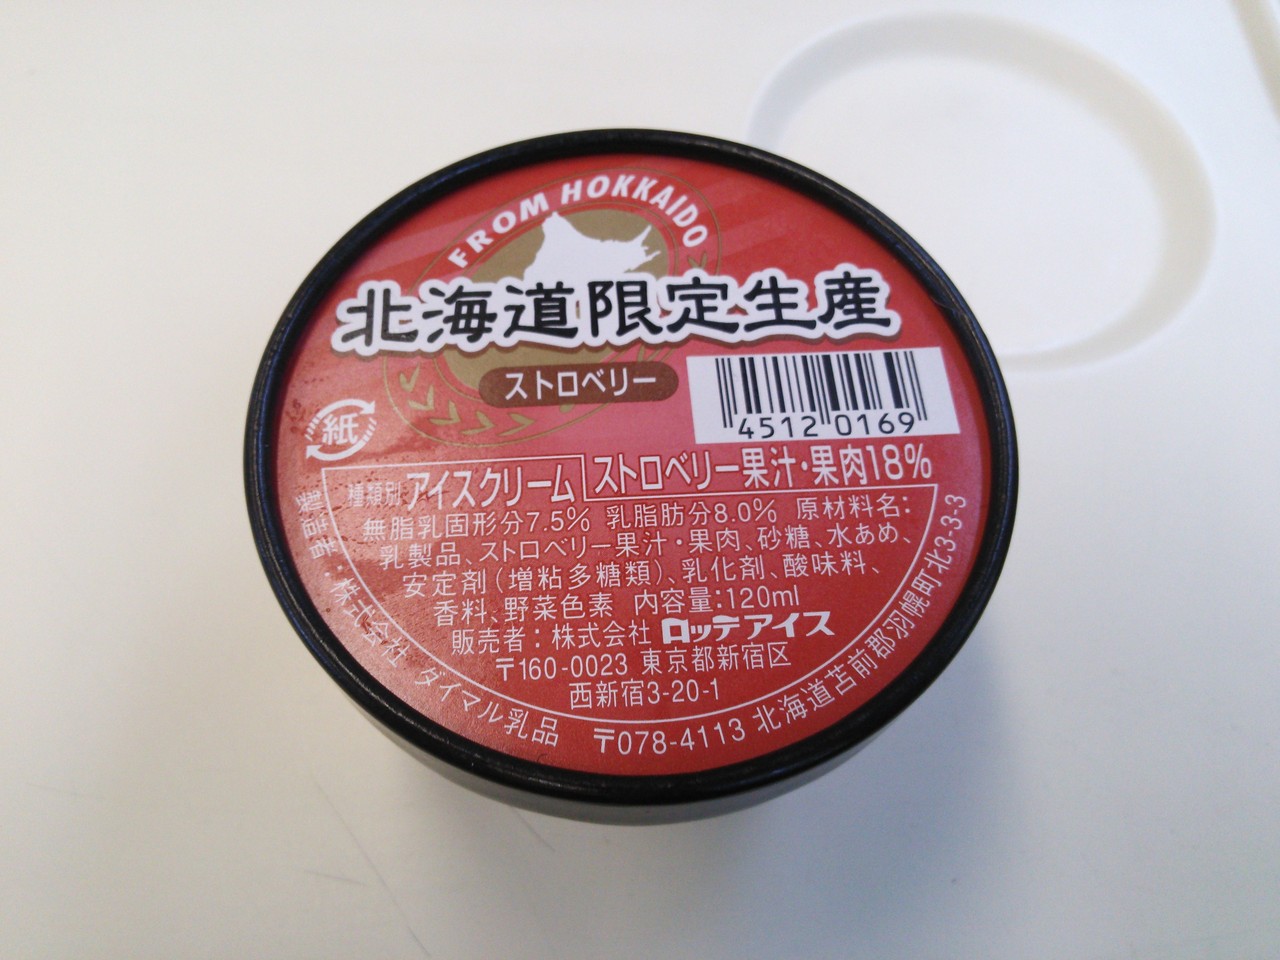 FROM HOKKAIDO
北海道限定生産
ストロベリー
4512 0169
紙
種類別 アイスクリーム ストロベリー果汁・果肉18%
無脂乳固形分7.5% 乳脂肪分8.0% 原材料名:
乳製品、ストロベリー果汁・果肉、砂糖、水あめ、
安定剤(増粘多糖類)、乳化剤、酸味料、
香料、野菜色素 内容量:120ml
販売者:株式会社 ロッテアイス
〒160-0023 東京都新宿区
西新宿3-20-1
製造者・株式会社 ダイマル乳品 〒078-4113 北海道苫前郡羽幌町北3-3-3